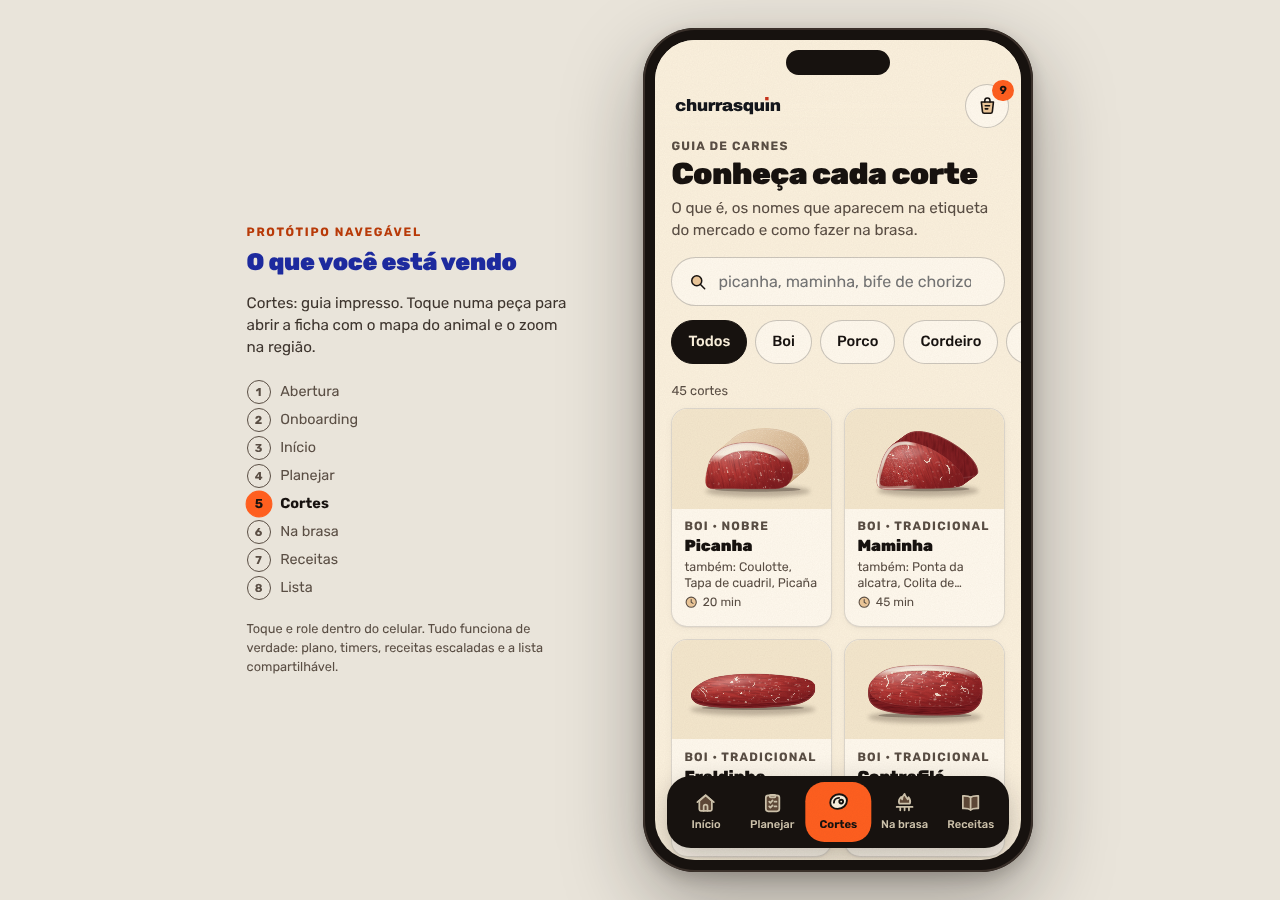 PROTÓTIPO NAVEGÁVEL
O que você está vendo
Cortes: guia impresso. Toque numa peça para
abrir a ficha com o mapa do animal e o zoom
na região.
1 Abertura
2 Onboarding
3 Início
4 Planejar
5 Cortes
6 Na brasa
7 Receitas
8 Lista
Toque e role dentro do celular. Tudo funciona de
verdade: plano, timers, receitas escaladas e a lista
compartilhável.
churrasquin
9
GUIA DE CARNES
Conheça cada corte
O que é, os nomes que aparecem na etiqueta
do mercado e como fazer na brasa.
picanha, maminha, bife de chorizo
Todos Boi Porco Cordeiro
45 cortes
BOI • NOBRE
Picanha
também: Coulotte,
Tapa de cuadril, Picaña
20 min
BOI • TRADICIONAL
Maminha
também: Ponta da
alcatra, Colita de…
45 min
BOI • TRADICIONAL
BOI • TRADICIONAL
Início Planejar Cortes Na brasa Receitas